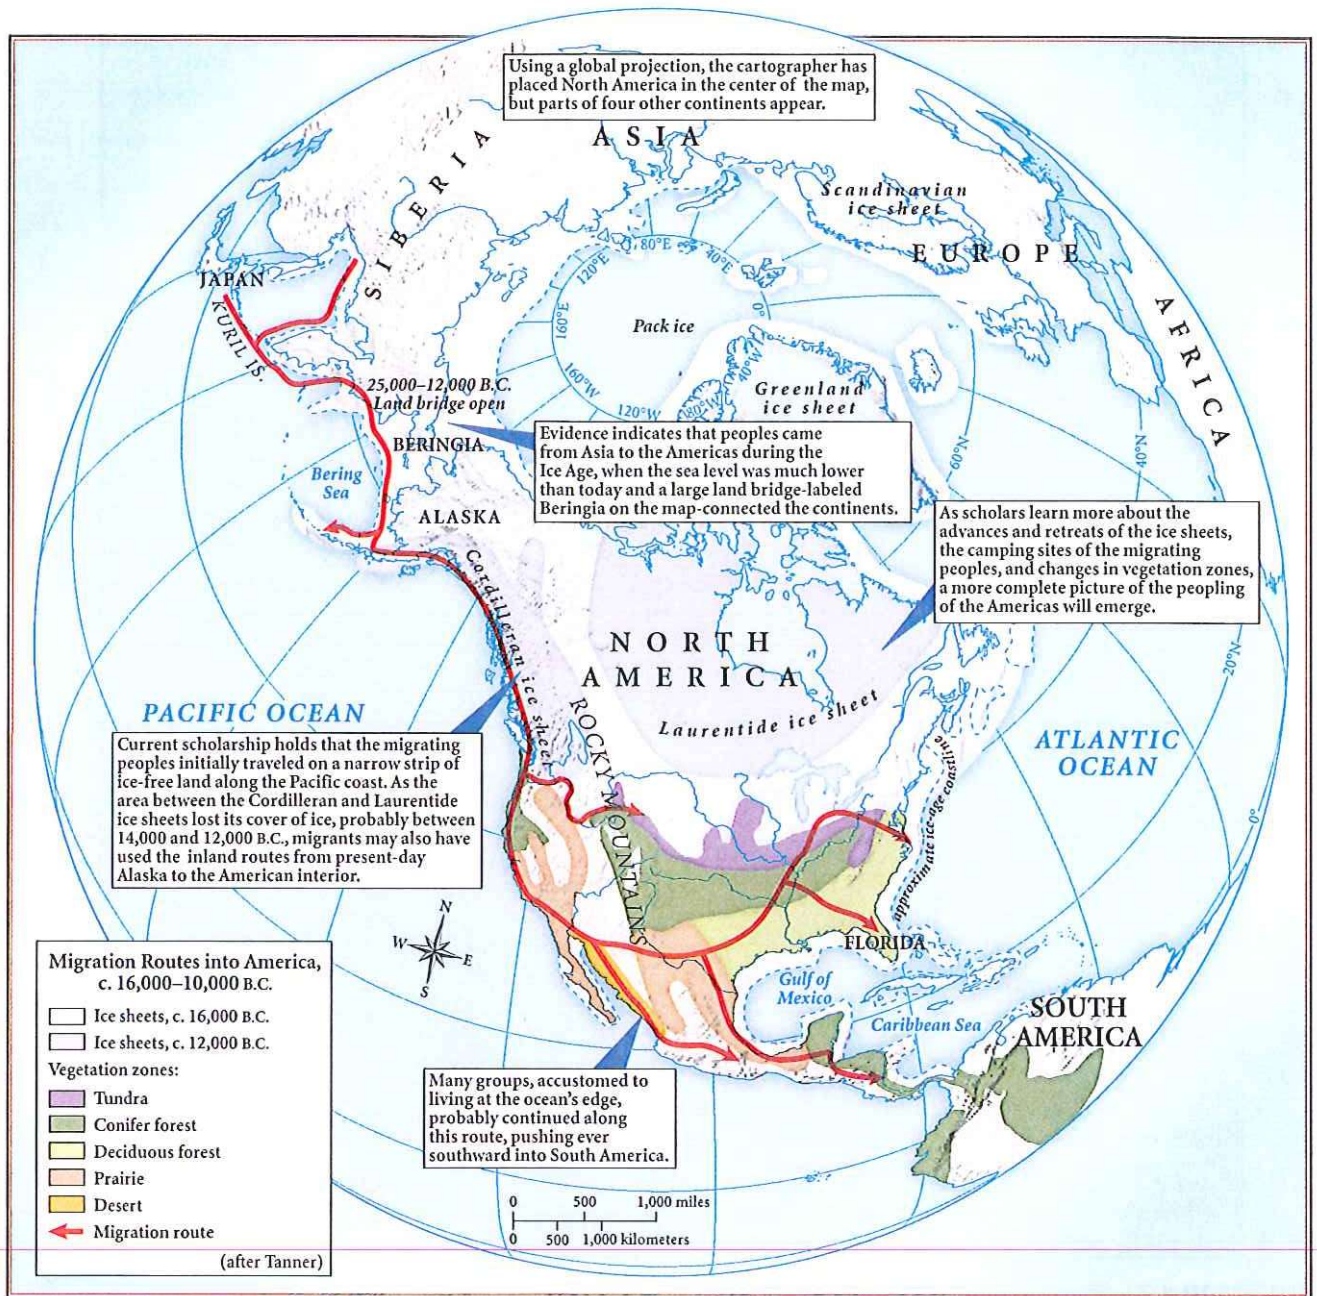 Using a global projection, the cartographer has
placed North America in the center of the map,
but parts of four other continents appear.
ASIA
SIBERIA
Scandinavian
ice sheet
EUROPE
AFRICA
JAPAN
KURIL IS.
120°E
80°E
40°E
160°E
0°
Pack ice
160°W
120°W
180°W
40°W
Greenland
ice sheet
60°N
40°N
20°N
0°
25,000–12,000 B.C.
Land bridge open
BERINGIA
Bering
Sea
ALASKA
Evidence indicates that peoples came
from Asia to the Americas during the
Ice Age, when the sea level was much lower
than today and a large land bridge-labeled
Beringia on the map-connected the continents.
As scholars learn more about the
advances and retreats of the ice sheets,
the camping sites of the migrating
peoples, and changes in vegetation zones,
a more complete picture of the peopling
of the Americas will emerge.
Cordilleran ice sheet
NORTH
AMERICA
Laurentide ice sheet
ROCKY MOUNTAINS
PACIFIC OCEAN
ATLANTIC
OCEAN
approximate ice-age coastline
Current scholarship holds that the migrating
peoples initially traveled on a narrow strip of
ice-free land along the Pacific coast. As the
area between the Cordilleran and Laurentide
ice sheets lost its cover of ice, probably between
14,000 and 12,000 B.C., migrants may also have
used the inland routes from present-day
Alaska to the American interior.
N
W
E
S
FLORIDA
Gulf of
Mexico
Caribbean Sea
SOUTH
AMERICA
Many groups, accustomed to
living at the ocean's edge,
probably continued along
this route, pushing ever
southward into South America.
Migration Routes into America,
c. 16,000–10,000 B.C.
Ice sheets, c. 16,000 B.C.
Ice sheets, c. 12,000 B.C.
Vegetation zones:
Tundra
Conifer forest
Deciduous forest
Prairie
Desert
Migration route
(after Tanner)
0 500 1,000 miles
0 500 1,000 kilometers